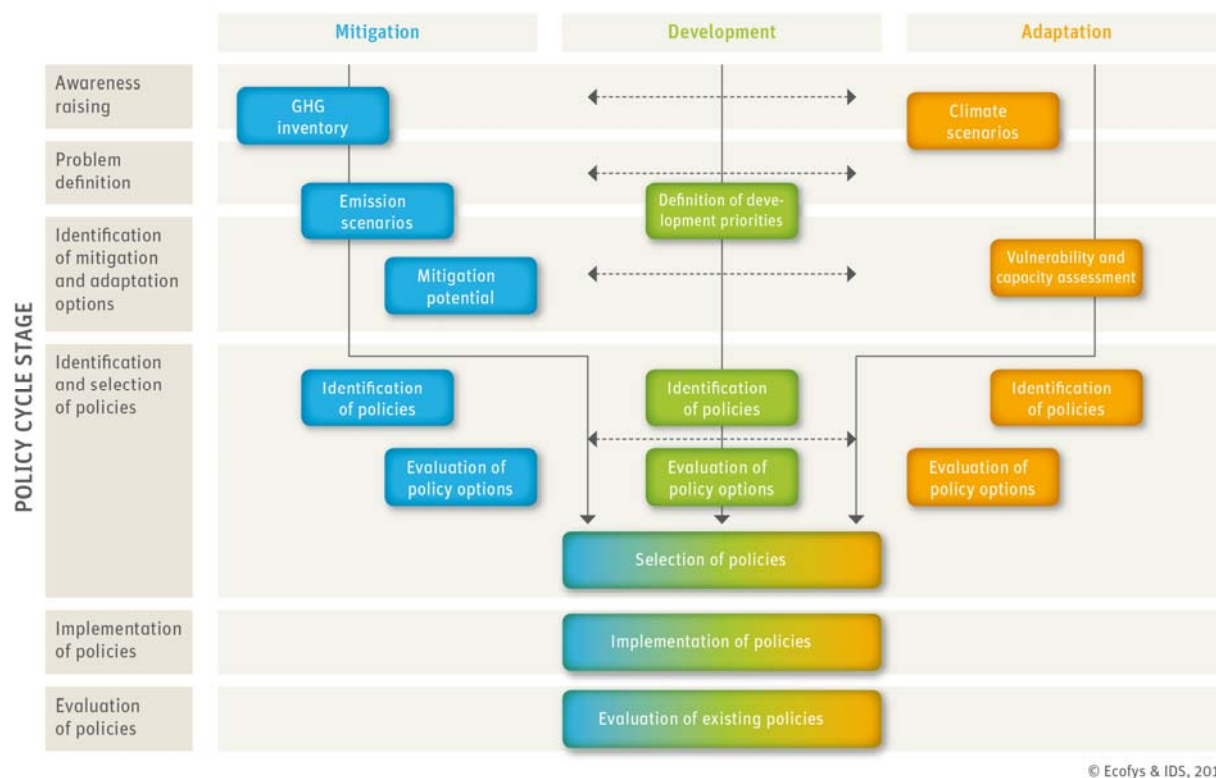 Mitigation
Development
Adaptation
POLICY CYCLE STAGE
Awareness
raising
GHG
inventory
Climate
scenarios
Problem
definition
Emission
scenarios
Definition of deve-
lopment priorities
Identification
of mitigation
and adaptation
options
Mitigation
potential
Vulnerability and
capacity assessment
Identification
and selection
of policies
Identification
of policies
Identification
of policies
Identification
of policies
Evaluation of
policy options
Evaluation of
policy options
Evaluation of
policy options
Selection of policies
Implementation
of policies
Implementation of policies
Evaluation
of policies
Evaluation of existing policies
© Ecofys & IDS, 201